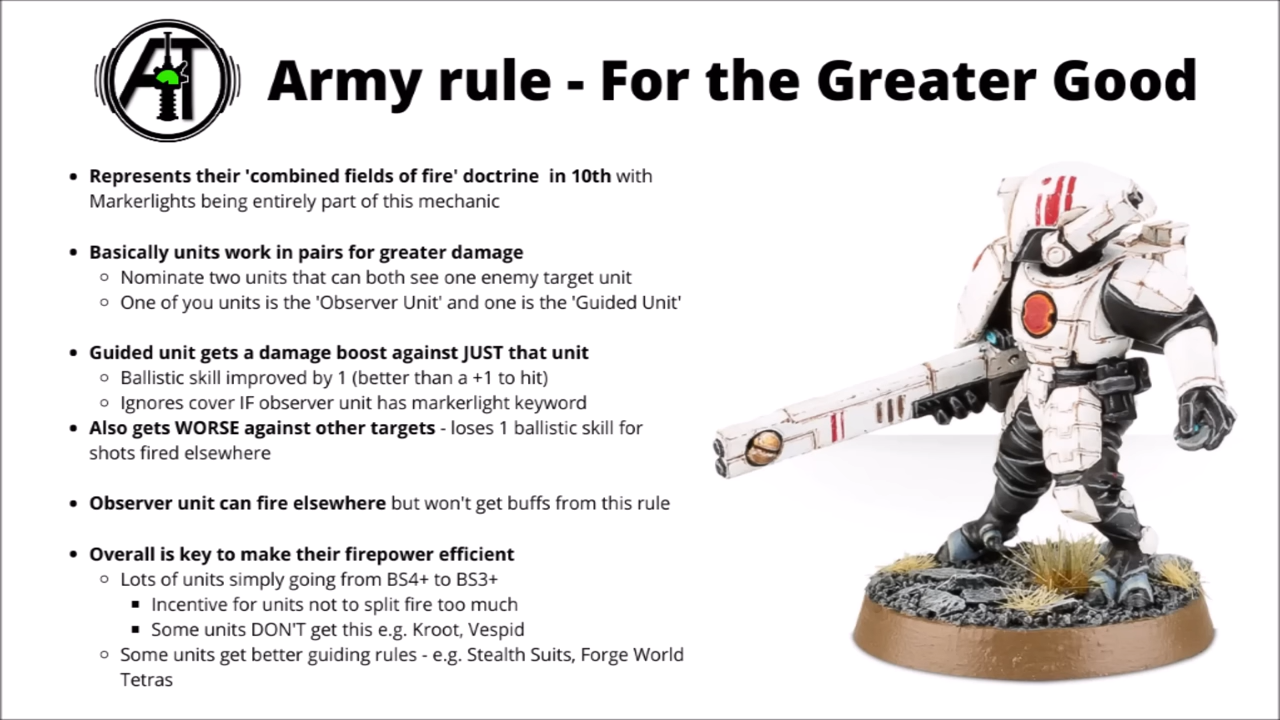 AT
Army rule - For the Greater Good
• Represents their 'combined fields of fire' doctrine  in 10th with
Markerlights being entirely part of this mechanic
• Basically units work in pairs for greater damage
○ Nominate two units that can both see one enemy target unit
○ One of you units is the 'Observer Unit' and one is the 'Guided Unit'
• Guided unit gets a damage boost against JUST that unit
○ Ballistic skill improved by 1 (better than a +1 to hit)
○ Ignores cover IF observer unit has markerlight keyword
• Also gets WORSE against other targets - loses 1 ballistic skill for
shots fired elsewhere
• Observer unit can fire elsewhere but won't get buffs from this rule
• Overall is key to make their firepower efficient
○ Lots of units simply going from BS4+ to BS3+
▪ Incentive for units not to split fire too much
▪ Some units DON'T get this e.g. Kroot, Vespid
○ Some units get better guiding rules - e.g. Stealth Suits, Forge World
Tetras